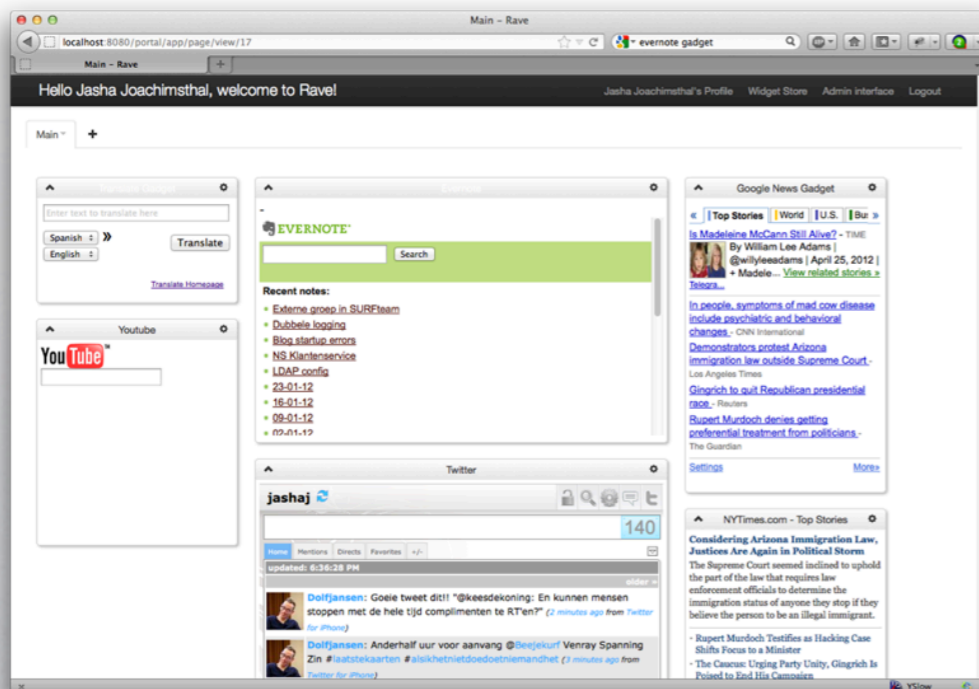 Main – Rave
localhost:8080/portal/app/page/view/17
evernote gadget
Main – Rave
Hello Jasha Joachimsthal, welcome to Rave!
Jasha Joachimsthal's Profile Widget Store Admin interface Logout
Main
Translate Gadget
Enter text to translate here
Spanish
English
Translate
Translate Homepage
Youtube
YouTube
Evernote
EVERNOTE
Search
Recent notes:
Externe groep in SURFteam
Dubbele logging
Blog startup errors
NS Klantenservice
LDAP config
23-01-12
16-01-12
09-01-12
02-01-12
Twitter
jashaj
140
Home Mentions Directs Favorites +/-
updated: 6:36:28 PM
older »
Dolfjansen: Goeie tweet dit!! "@keesdekoning: En kunnen mensen
stoppen met de hele tijd complimenten te RT'en?" (2 minutes ago from Twitter
for iPhone)
Dolfjansen: Anderhalf uur voor aanvang @Beejekurf Venray Spanning
Zin #laatstekaarten #alsikhetnietdoedoetniemandhet (3 minutes ago from
Twitter for iPhone)
Google News Gadget
« Top Stories World U.S. Bus »
Is Madeleine McCann Still Alive? - TIME
By William Lee Adams |
@willyleeadams | April 25, 2012 |
+ Madele... View related stories »
Telegra...
In people, symptoms of mad cow disease
include psychiatric and behavioral
changes - CNN International
Demonstrators protest Arizona
immigration law outside Supreme Court -
Los Angeles Times
Gingrich to quit Republican presidential
race - Reuters
Rupert Murdoch denies getting
preferential treatment from politicians -
The Guardian
Settings More»
NYTimes.com - Top Stories
Considering Arizona Immigration Law,
Justices Are Again in Political Storm
The Supreme Court seemed inclined to uphold
the part of the law that requires law
enforcement officials to determine the
immigration status of anyone they stop if they
believe the person to be an illegal immigrant.
- Rupert Murdoch Testifies as Hacking Case
Shifts Focus to a Minister
- The Caucus: Urging Party Unity, Gingrich Is
Poised to End His Campaign
YSlow